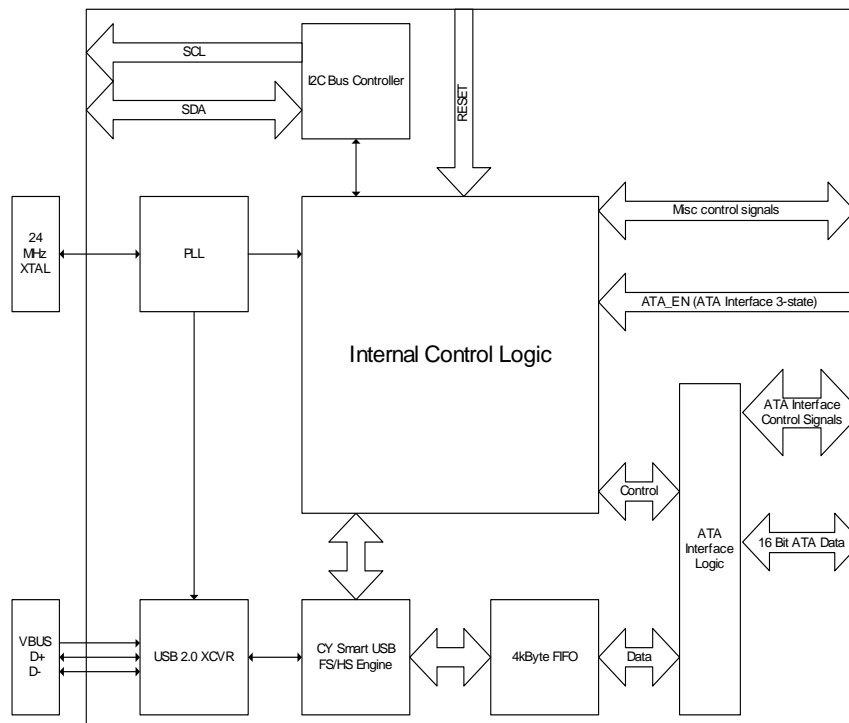 SCL
I2C Bus Controller
SDA
RESET
Misc control signals
24
MHz
XTAL
PLL
ATA_EN (ATA Interface 3-state)
Internal Control Logic
ATA Interface
Control Signals
Control
ATA
Interface
Logic
16 Bit ATA Data
VBUS
D+
D-
USB 2.0 XCVR
CY Smart USB
FS/HS Engine
4kByte FIFO
Data